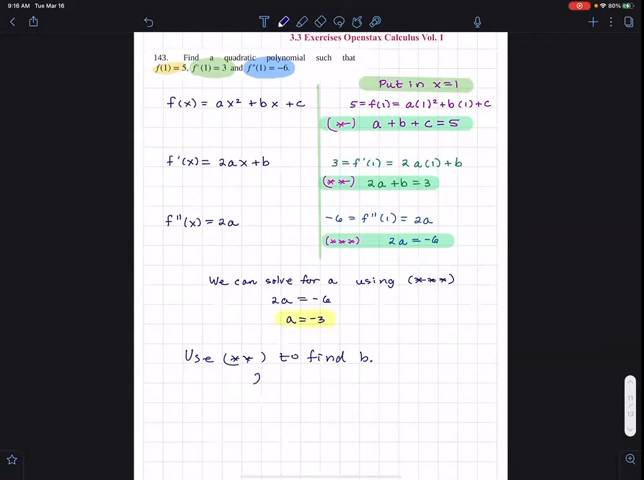 9:16 AM Tue Mar 16
80%
3.3 Exercises Openstax Calculus Vol. 1
143. Find a quadratic polynomial such that
f(1) = 5, f′(1) = 3 and f″(1) = −6.
Put in x=1
f(x) = ax² + bx + c
5 = f(1) = a(1)² + b(1) + c
(*) a + b + c = 5
f'(x) = 2ax + b
3 = f'(1) = 2a(1) + b
(**) 2a + b = 3
f''(x) = 2a
-6 = f''(1) = 2a
(***) 2a = -6
We can solve for a using (***)
2a = -6
a = -3
Use (**) to find b.
2